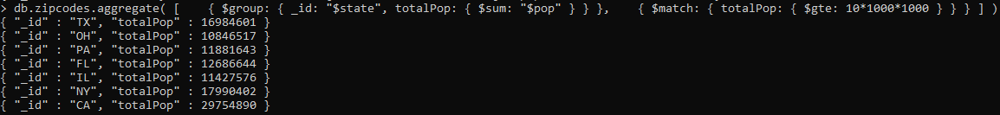 > db.zipcodes.aggregate( [    { $group: { _id: "$state", totalPop: { $sum: "$pop" } } },    { $match: { totalPop: { $gte: 10*1000*1000 } } } ] )
{ "_id" : "TX", "totalPop" : 16984601 }
{ "_id" : "OH", "totalPop" : 10846517 }
{ "_id" : "PA", "totalPop" : 11881643 }
{ "_id" : "FL", "totalPop" : 12686644 }
{ "_id" : "IL", "totalPop" : 11427576 }
{ "_id" : "NY", "totalPop" : 17990402 }
{ "_id" : "CA", "totalPop" : 29754890 }